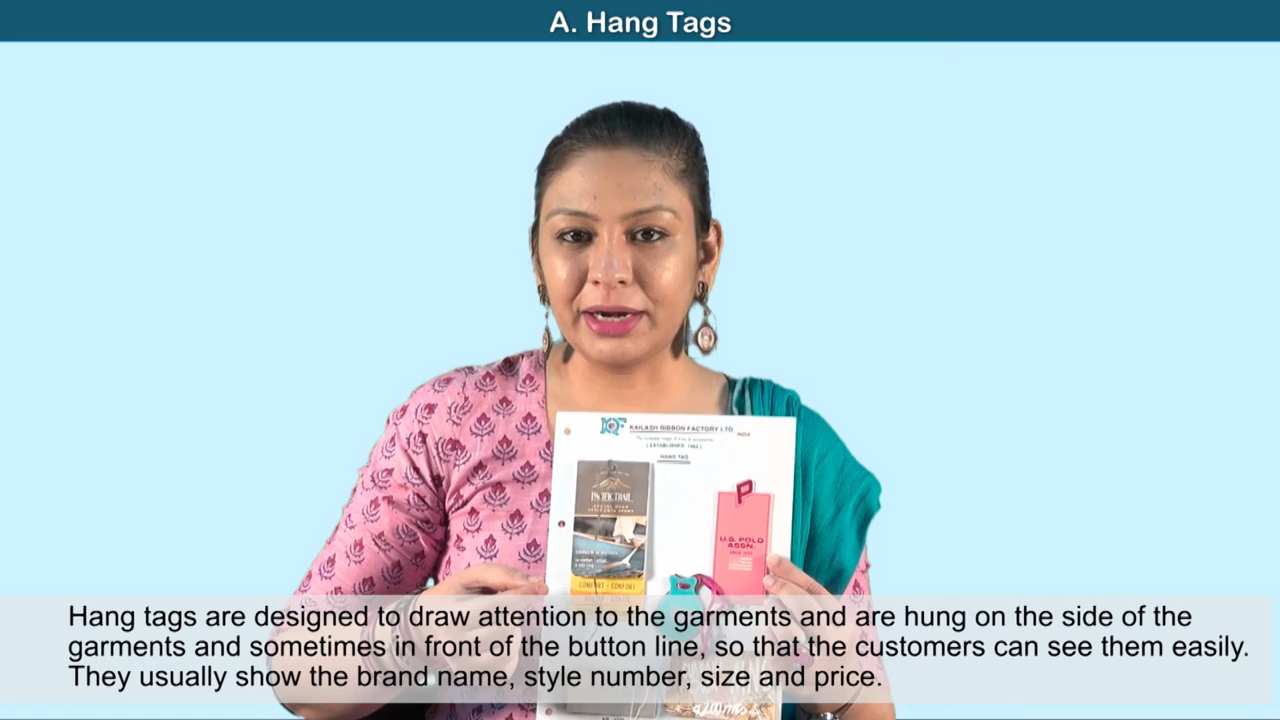 A. Hang Tags
KAILASH RIBBON FACTORY LTD INDIA
( ESTABLISHED 1962 )
HANG TAG
PACIFIC TRAIL
U.S. POLO
ASSN.
COMFORT • CONFORT
Hang tags are designed to draw attention to the garments and are hung on the side of the
garments and sometimes in front of the button line, so that the customers can see them easily.
They usually show the brand name, style number, size and price.